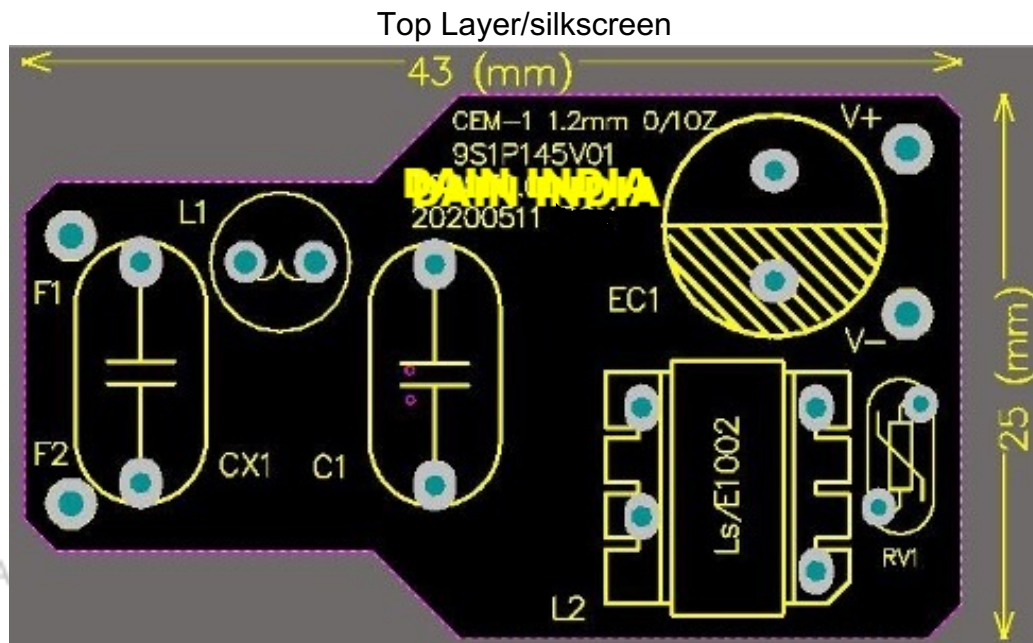 Top Layer/silkscreen
43 (mm)
CEM-1 1.2mm 0/1OZ
9S1P145V01
DAIN INDIA
20200511
V+
L1
F1
EC1
V-
25 (mm)
F2
CX1
C1
Ls/E1002
RV1
L2